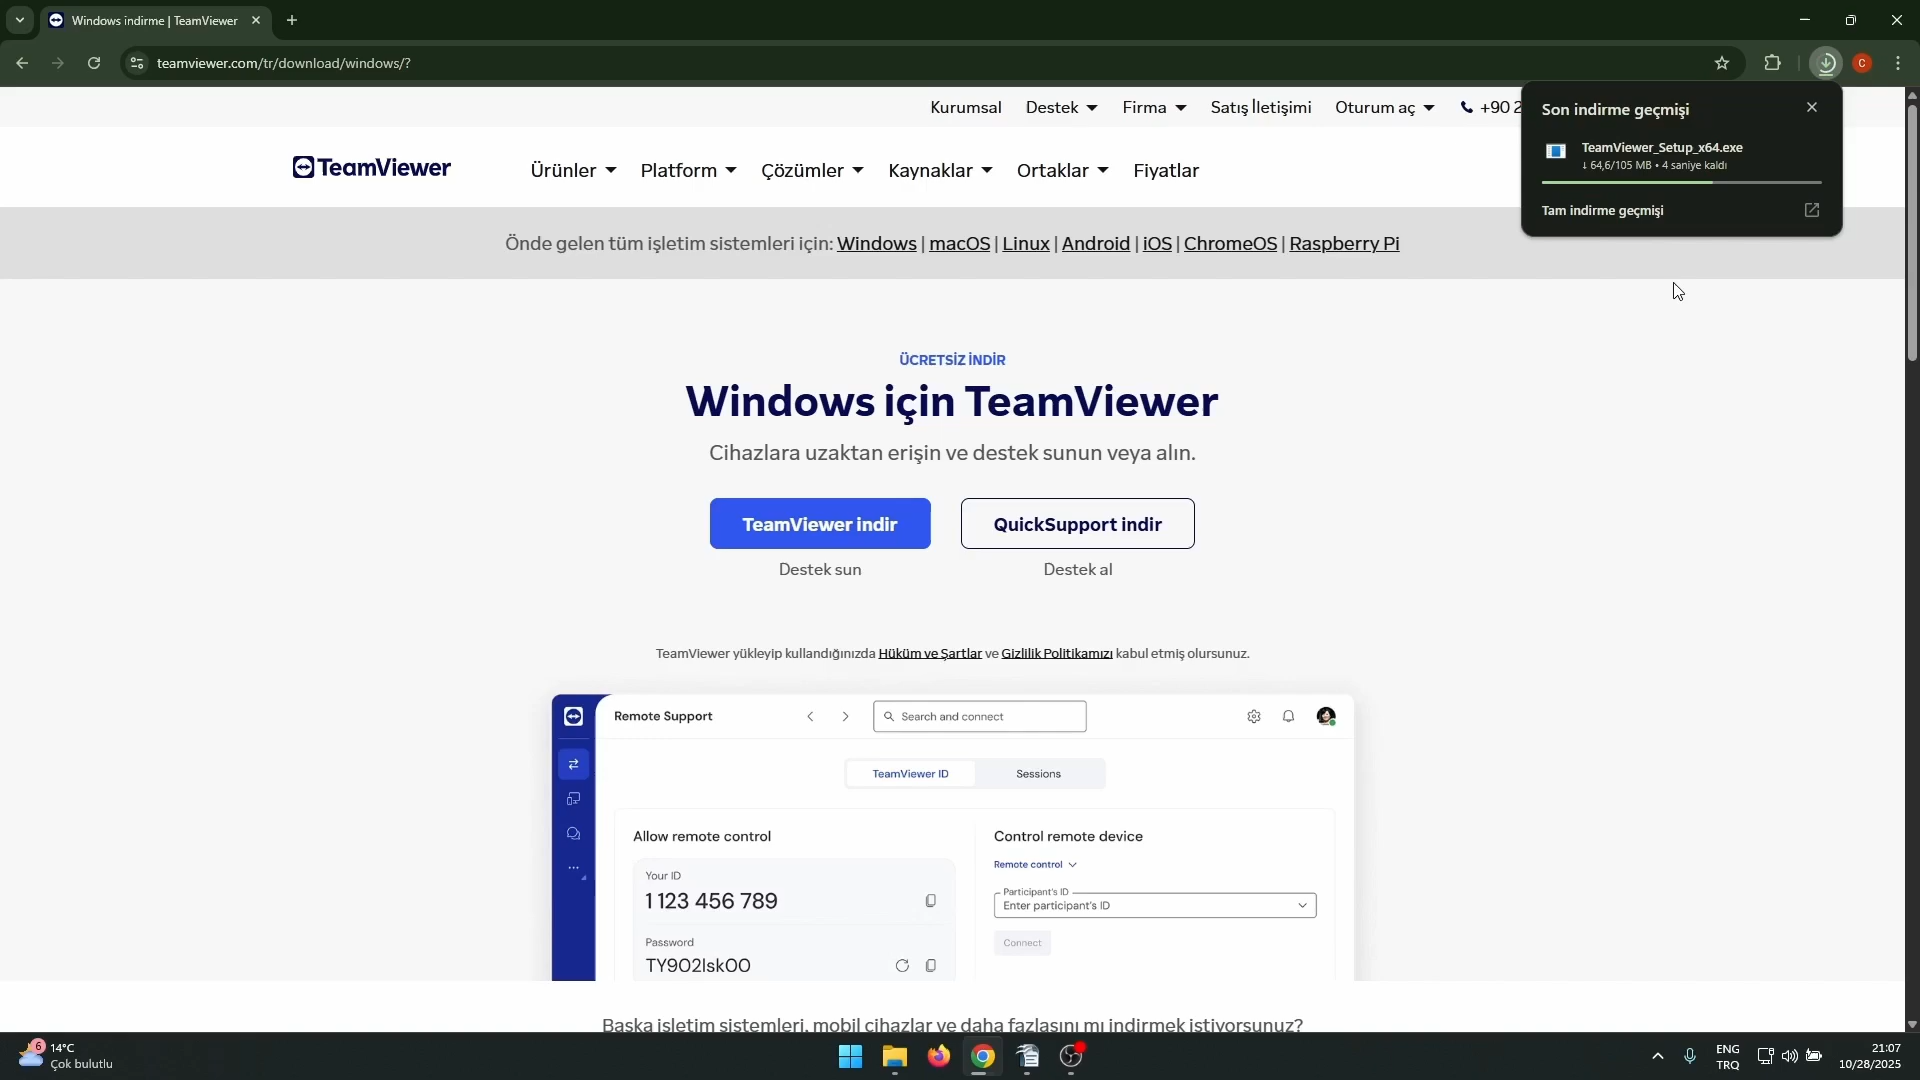 Windows indirme | TeamViewer
teamviewer.com/tr/download/windows/?
C
Kurumsal Destek Firma Satış İletişimi Oturum aç +90 2
Son indirme geçmişi
TeamViewer_Setup_x64.exe
↓ 64,6/105 MB • 4 saniye kaldı
Tam indirme geçmişi
TeamViewer Ürünler Platform Çözümler Kaynaklar Ortaklar Fiyatlar
Önde gelen tüm işletim sistemleri için: Windows | macOS | Linux | Android | iOS | ChromeOS | Raspberry Pi
ÜCRETSİZ İNDİR
Windows için TeamViewer
Cihazlara uzaktan erişin ve destek sunun veya alın.
TeamViewer indir QuickSupport indir
Destek sun Destek al
TeamViewer yükleyip kullandığınızda Hüküm ve Şartlar ve Gizlilik Politikamızı kabul etmiş olursunuz.
Remote Support Search and connect
TeamViewer ID Sessions
Allow remote control
Your ID
1 123 456 789
Password
TY902lsk00
Control remote device
Remote control
Participant's ID
Enter participant's ID
Connect
Başka işletim sistemleri, mobil cihazlar ve daha fazlasını mı indirmek istiyorsunuz?
6
14°C
Çok bulutlu
ENG
TRQ
21:07
10/28/2025